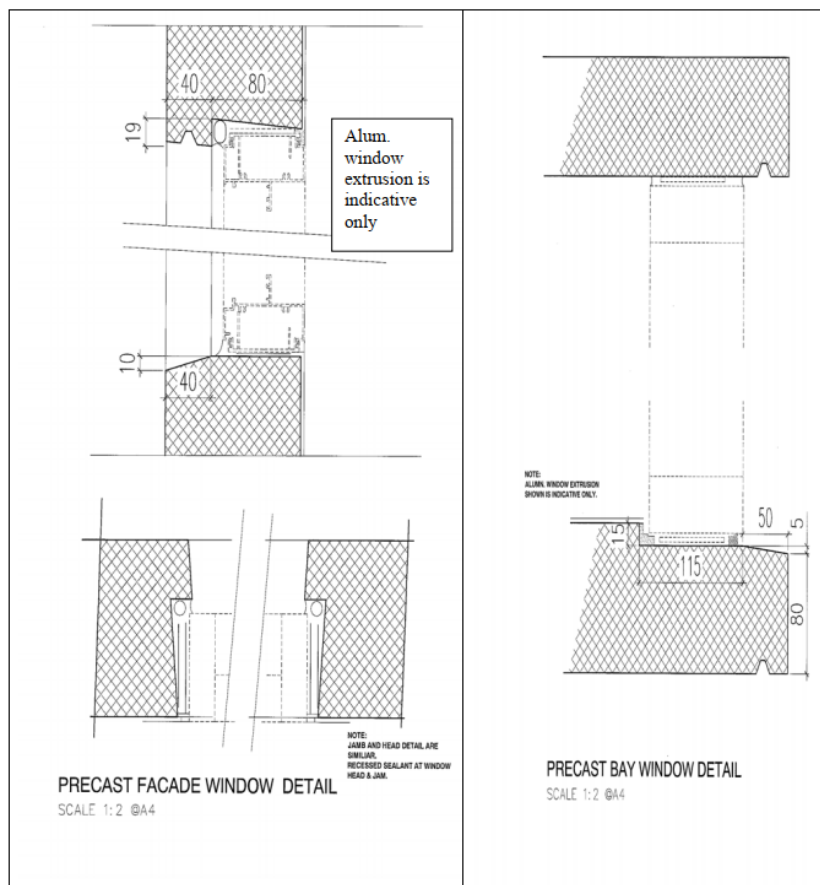 40
80
19
Alum.
window
extrusion is
indicative
only
10
40
NOTE:
JAMB AND HEAD DETAIL ARE
SIMILIAR.
RECESSED SEALANT AT WINDOW
HEAD & JAM.
PRECAST FACADE WINDOW DETAIL
SCALE 1:2 @A4
NOTE:
ALUMN. WINDOW EXTRUSION
SHOWN IS INDICATIVE ONLY.
50
5
15
115
80
PRECAST BAY WINDOW DETAIL
SCALE 1:2 @A4